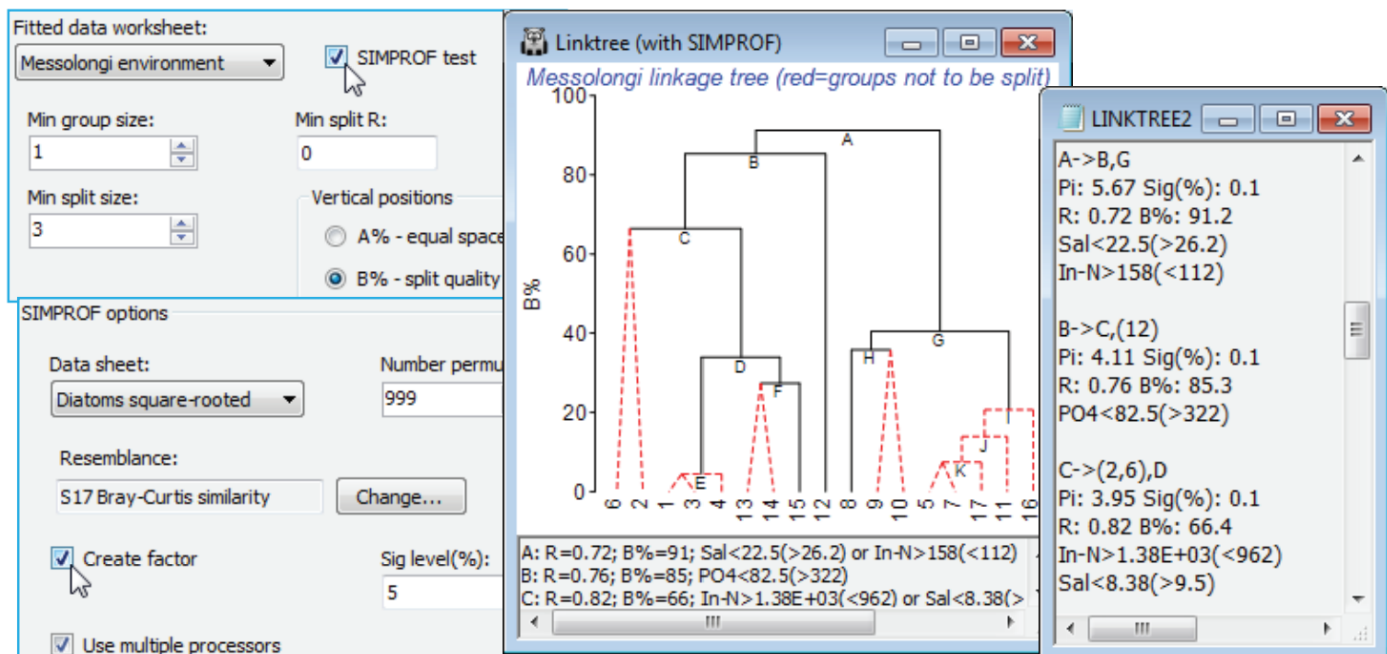 Fitted data worksheet:
Messolongi environment
SIMPROF test
Min group size:
Min split R:
1
0
Min split size:
Vertical positions
3
A% - equal space
B% - split quality
SIMPROF options
Data sheet:
Number permu
Diatoms square-rooted
999
Resemblance:
S17 Bray-Curtis similarity
Change...
Create factor
Sig level(%):
5
Use multiple processors
Linktree (with SIMPROF)
Messolongi linkage tree (red=groups not to be split)
100
80
60
40
20
0
B%
A
B
C
D
E
F
G
H
I
J
K
6 2 1 3 4 13 14 15 12 8 9 10 5 7 17 11 16
A: R=0.72; B%=91; Sal<22.5(>26.2) or In-N>158(<112)
B: R=0.76; B%=85; PO4<82.5(>322)
C: R=0.82; B%=66; In-N>1.38E+03(<962) or Sal<8.38(>
LINKTREE2
A->B,G
Pi: 5.67 Sig(%): 0.1
R: 0.72 B%: 91.2
Sal<22.5(>26.2)
In-N>158(<112)
B->C,(12)
Pi: 4.11 Sig(%): 0.1
R: 0.76 B%: 85.3
PO4<82.5(>322)
C->(2,6),D
Pi: 3.95 Sig(%): 0.1
R: 0.82 B%: 66.4
In-N>1.38E+03(<962)
Sal<8.38(>9.5)